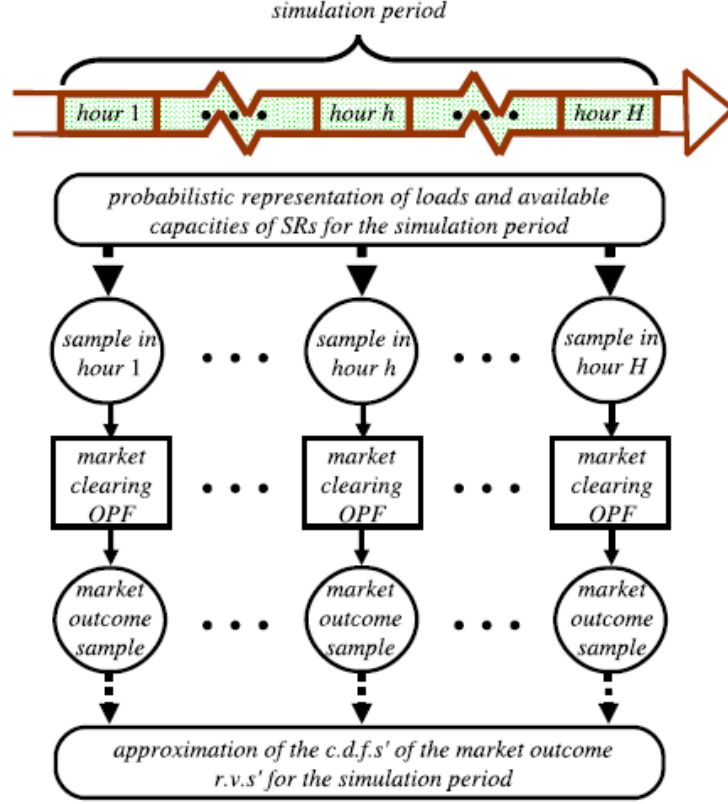 simulation period
hour 1 • • • hour h • • • hour H
probabilistic representation of loads and available
capacities of SRs for the simulation period
sample in
hour 1
• • •
sample in
hour h
• • •
sample in
hour H
market
clearing
OPF
• • •
market
clearing
OPF
• • •
market
clearing
OPF
market
outcome
sample
• • •
market
outcome
sample
• • •
market
outcome
sample
approximation of the c.d.f.s' of the market outcome
r.v.s' for the simulation period